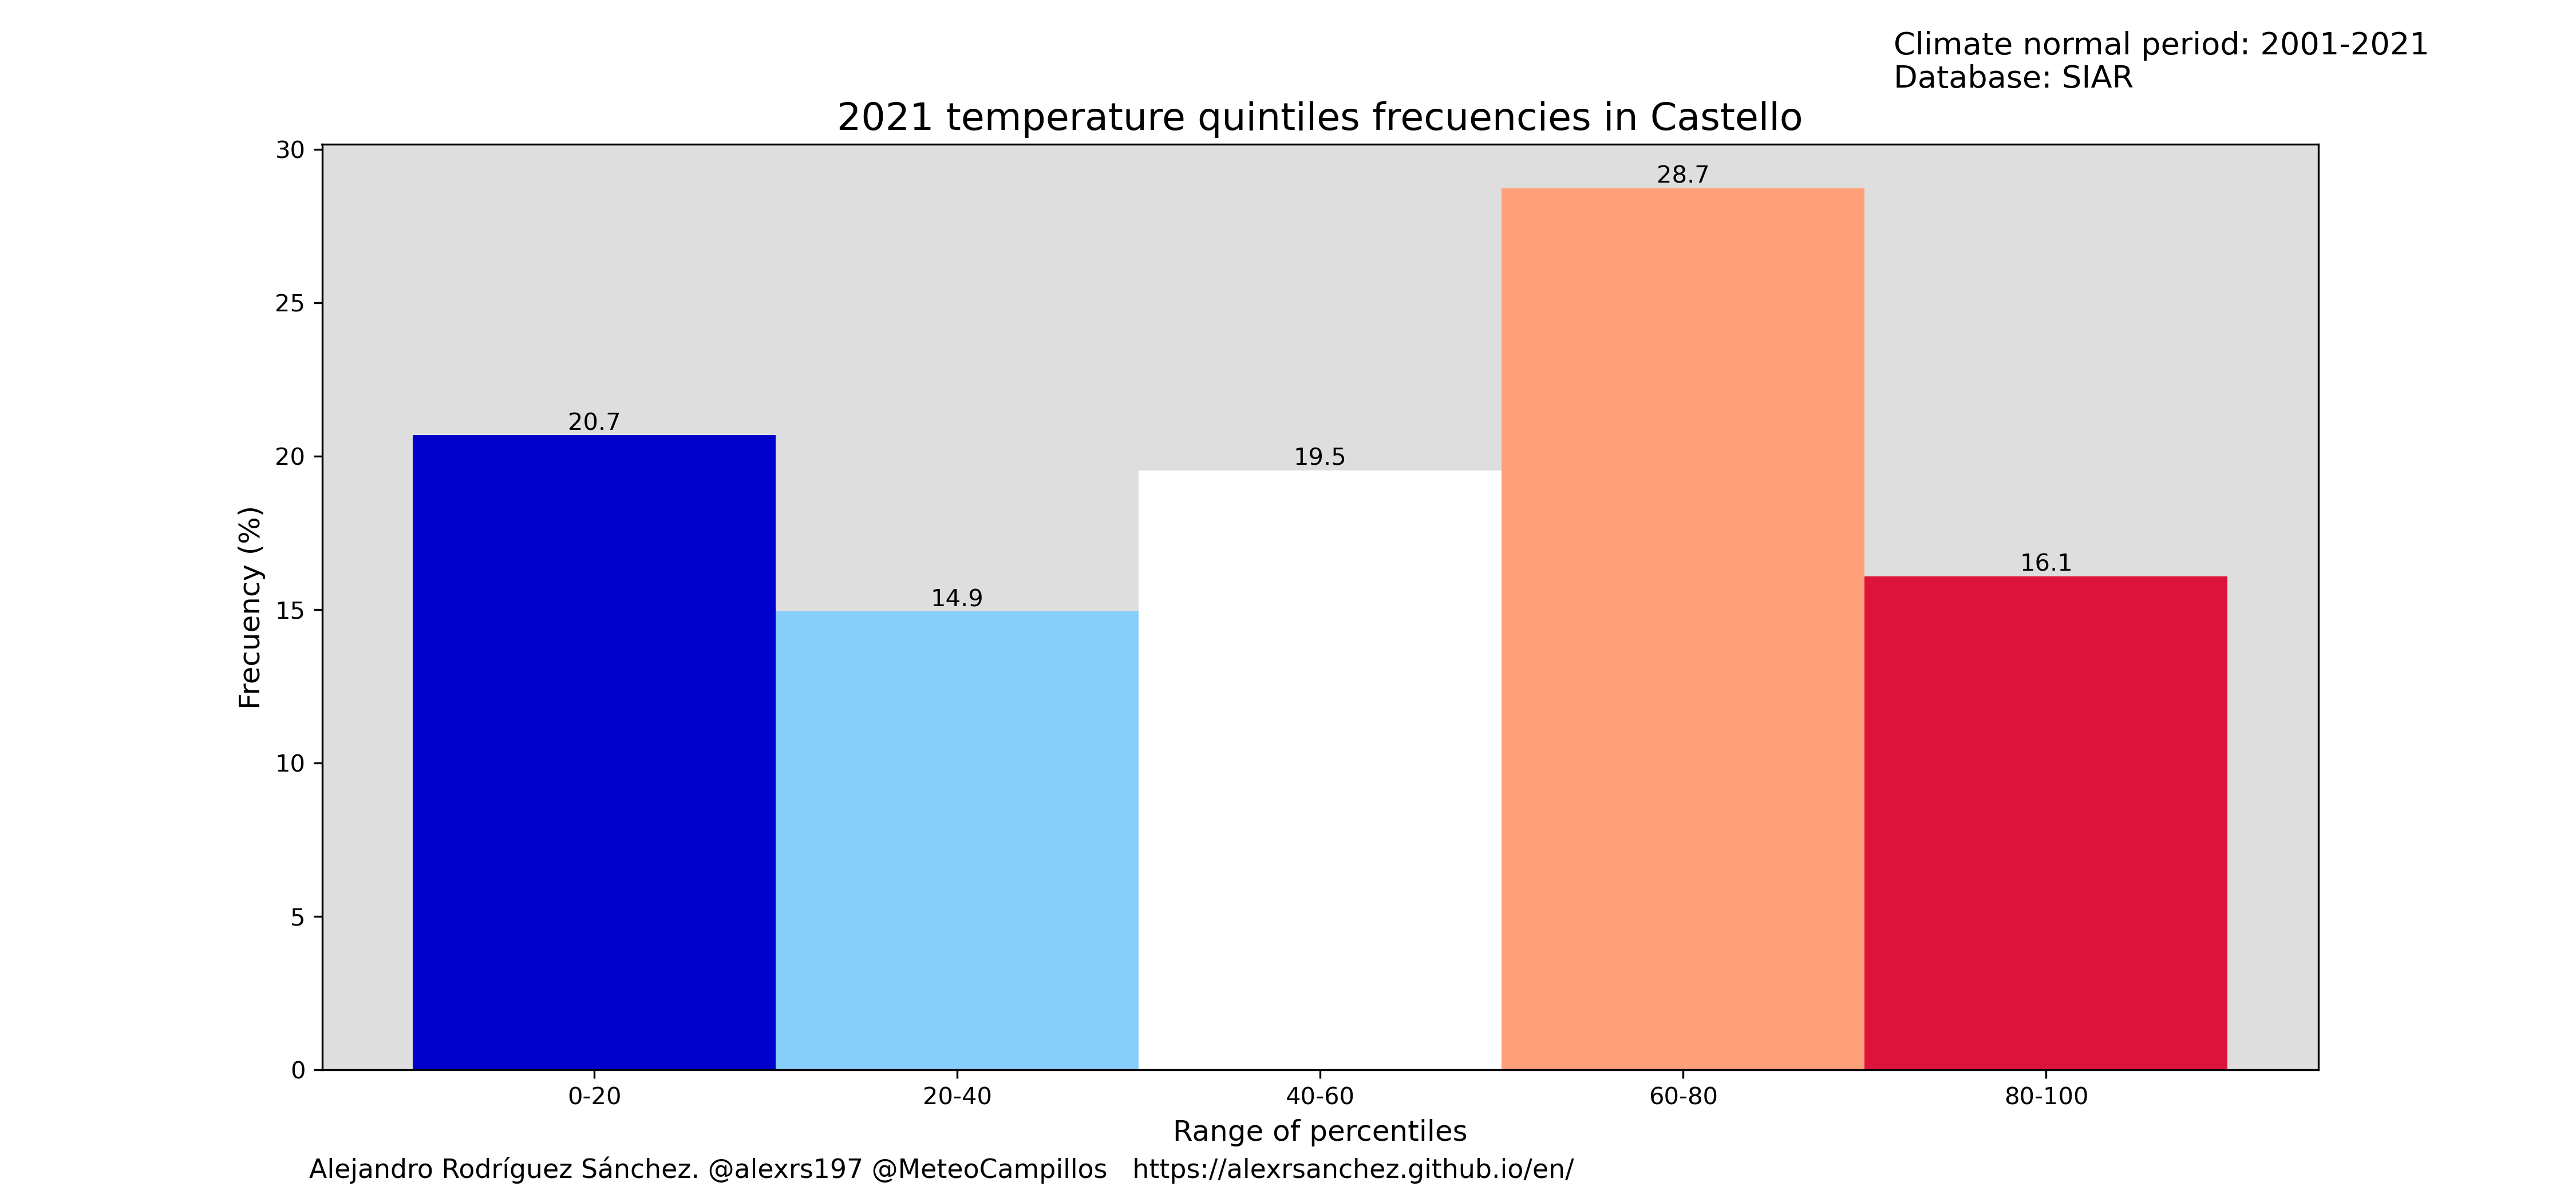 Climate normal period: 2001-2021
Database: SIAR
2021 temperature quintiles frecuencies in Castello
30
25
20
15
10
5
0
Frecuency (%)
20.7
14.9
19.5
28.7
16.1
0-20
20-40
40-60
60-80
80-100
Range of percentiles
Alejandro Rodríguez Sánchez. @alexrs197 @MeteoCampillos   https://alexrsanchez.github.io/en/